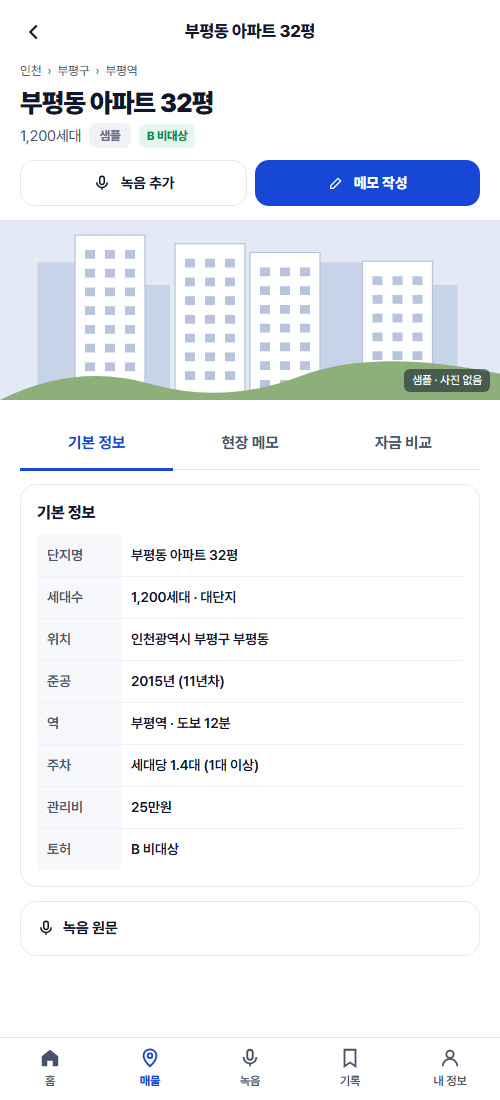 부평동 아파트 32평
인천 › 부평구 › 부평역
부평동 아파트 32평
1,200세대 샘플 B 비대상
녹음 추가 메모 작성
샘플 · 사진 없음
기본 정보 현장 메모 자금 비교
기본 정보
단지명 부평동 아파트 32평
세대수 1,200세대 · 대단지
위치 인천광역시 부평구 부평동
준공 2015년 (11년차)
역 부평역 · 도보 12분
주차 세대당 1.4대 (1대 이상)
관리비 25만원
토허 B 비대상
녹음 원문
홈 매물 녹음 기록 내 정보